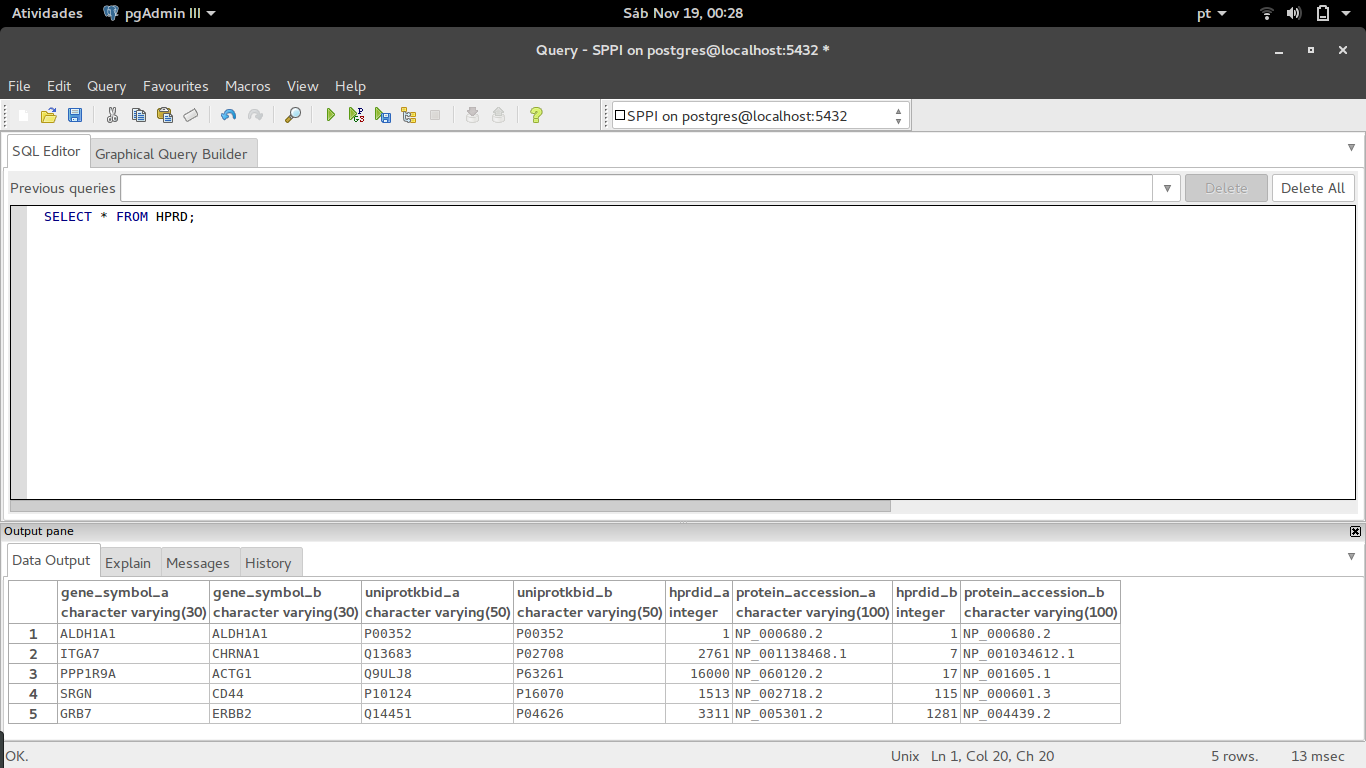 Atividades pgAdmin III Sáb Nov 19, 00:28 pt
Query - SPPI on postgres@localhost:5432 *
File Edit Query Favourites Macros View Help
SPPI on postgres@localhost:5432
SQL Editor Graphical Query Builder
Previous queries Delete Delete All
SELECT * FROM HPRD;
Output pane
Data Output Explain Messages History
gene_symbol_a gene_symbol_b uniprotkbid_a uniprotkbid_b hprdid_a protein_accession_a hprdid_b protein_accession_b
character varying(30) character varying(30) character varying(50) character varying(50) integer character varying(100) integer character varying(100)
1 ALDH1A1 ALDH1A1 P00352 P00352 1 NP_000680.2 1 NP_000680.2
2 ITGA7 CHRNA1 Q13683 P02708 2761 NP_001138468.1 7 NP_001034612.1
3 PPP1R9A ACTG1 Q9ULJ8 P63261 16000 NP_060120.2 17 NP_001605.1
4 SRGN CD44 P10124 P16070 1513 NP_002718.2 115 NP_000601.3
5 GRB7 ERBB2 Q14451 P04626 3311 NP_005301.2 1281 NP_004439.2
OK. Unix Ln 1, Col 20, Ch 20 5 rows. 13 msec